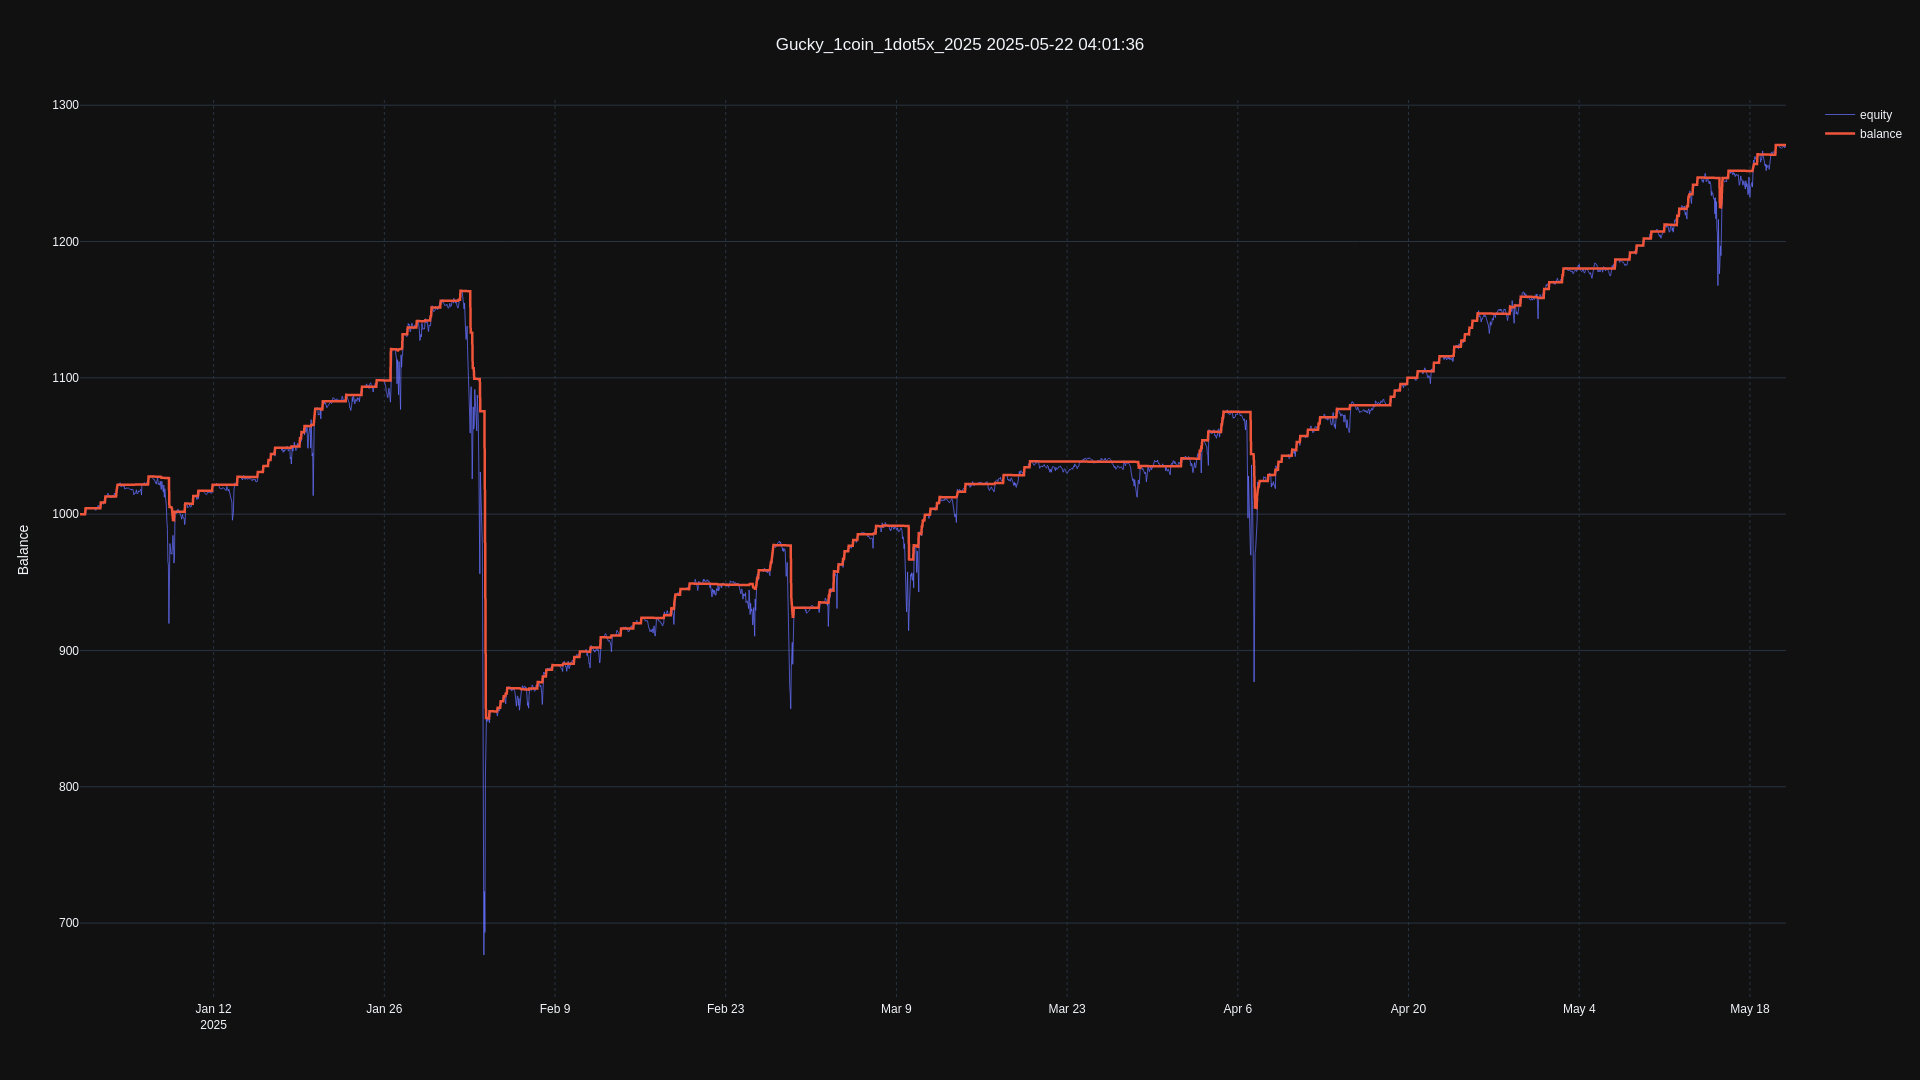 Gucky_1coin_1dot5x_2025 2025-05-22 04:01:36
equity
balance
Balance
1300
1200
1100
1000
900
800
700
Jan 12
2025
Jan 26
Feb 9
Feb 23
Mar 9
Mar 23
Apr 6
Apr 20
May 4
May 18